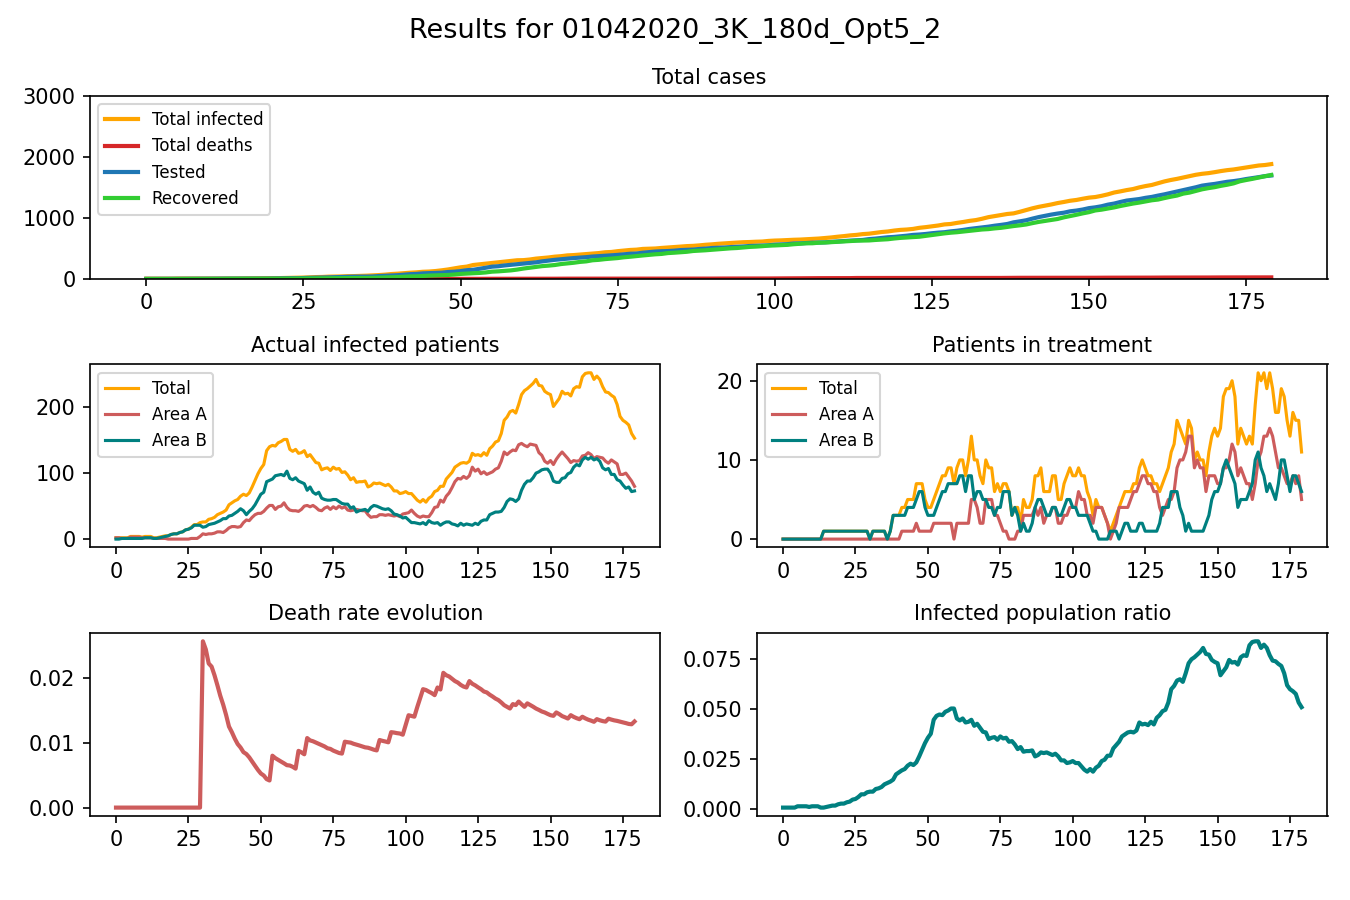 Results for 01042020_3K_180d_Opt5_2
Total cases
3000
2000
1000
0
Total infected
Total deaths
Tested
Recovered
0 25 50 75 100 125 150 175
Actual infected patients
200
100
0
Total
Area A
Area B
0 25 50 75 100 125 150 175
Patients in treatment
20
10
0
Total
Area A
Area B
0 25 50 75 100 125 150 175
Death rate evolution
0.02
0.01
0.00
0 25 50 75 100 125 150 175
Infected population ratio
0.075
0.050
0.025
0.000
0 25 50 75 100 125 150 175